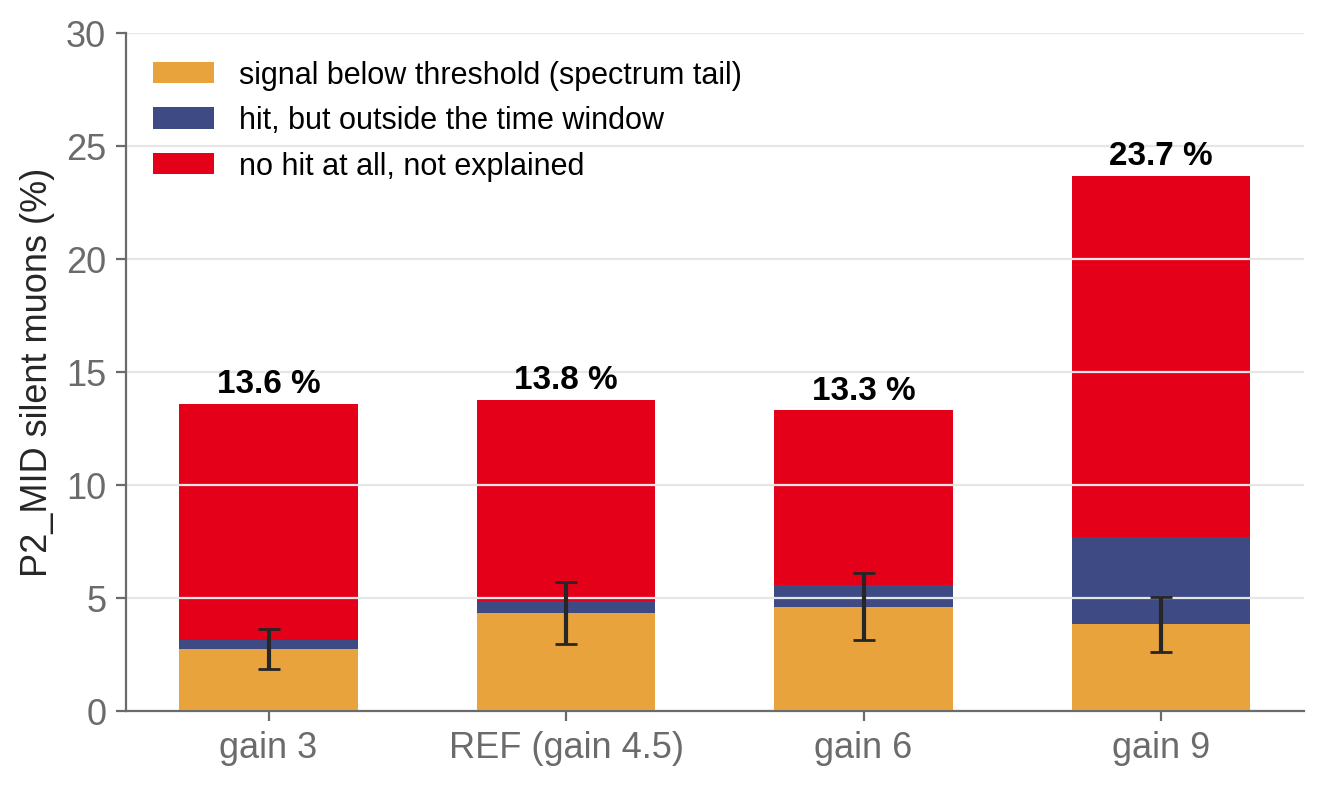 30
25
20
15
10
5
0
P2_MID silent muons (%)
signal below threshold (spectrum tail)
hit, but outside the time window
no hit at all, not explained
13.6 %
13.8 %
13.3 %
23.7 %
gain 3
REF (gain 4.5)
gain 6
gain 9